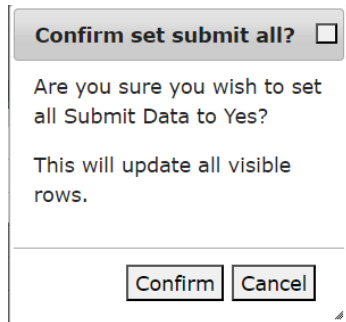 Confirm set submit all?
Are you sure you wish to set
all Submit Data to Yes?
This will update all visible
rows.
Confirm Cancel